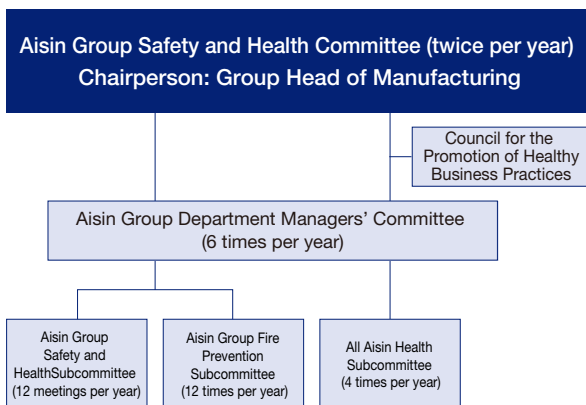 Aisin Group Safety and Health Committee (twice per year)
Chairperson: Group Head of Manufacturing
Council for the
Promotion of Healthy
Business Practices
Aisin Group Department Managers' Committee
(6 times per year)
Aisin Group
Safety and
HealthSubcommittee
(12 meetings per year)
Aisin Group Fire
Prevention
Subcommittee
(12 times per year)
All Aisin Health
Subcommittee
(4 times per year)